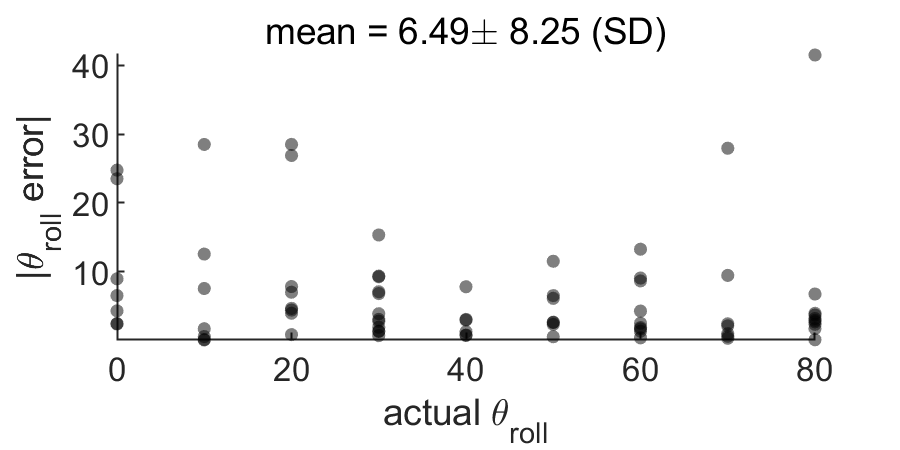 mean = 6.49± 8.25 (SD)
40
30
20
10
|θroll error|
0 20 40 60 80
actual θroll